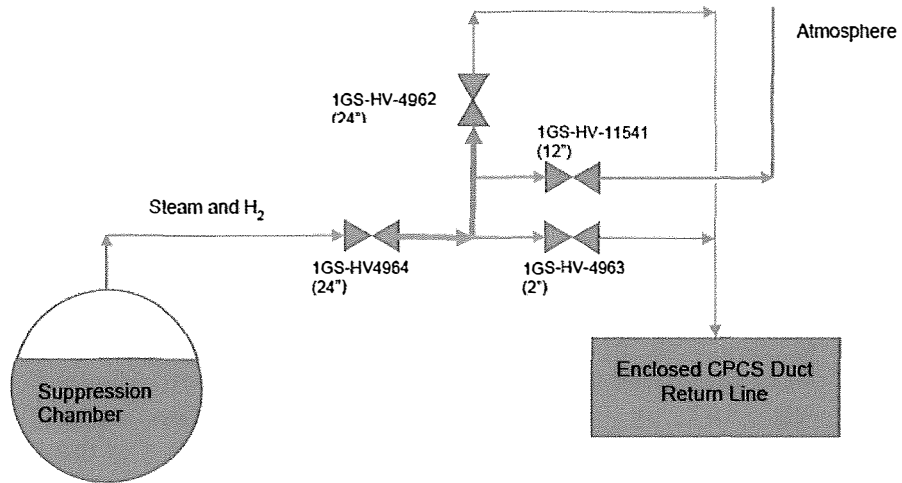 Atmosphere
1GS-HV-4962
(24")
1GS-HV-11541
(12")
Steam and H2
1GS-HV4964
(24")
1GS-HV-4963
(2")
Suppression
Chamber
Enclosed CPCS Duct
Return Line